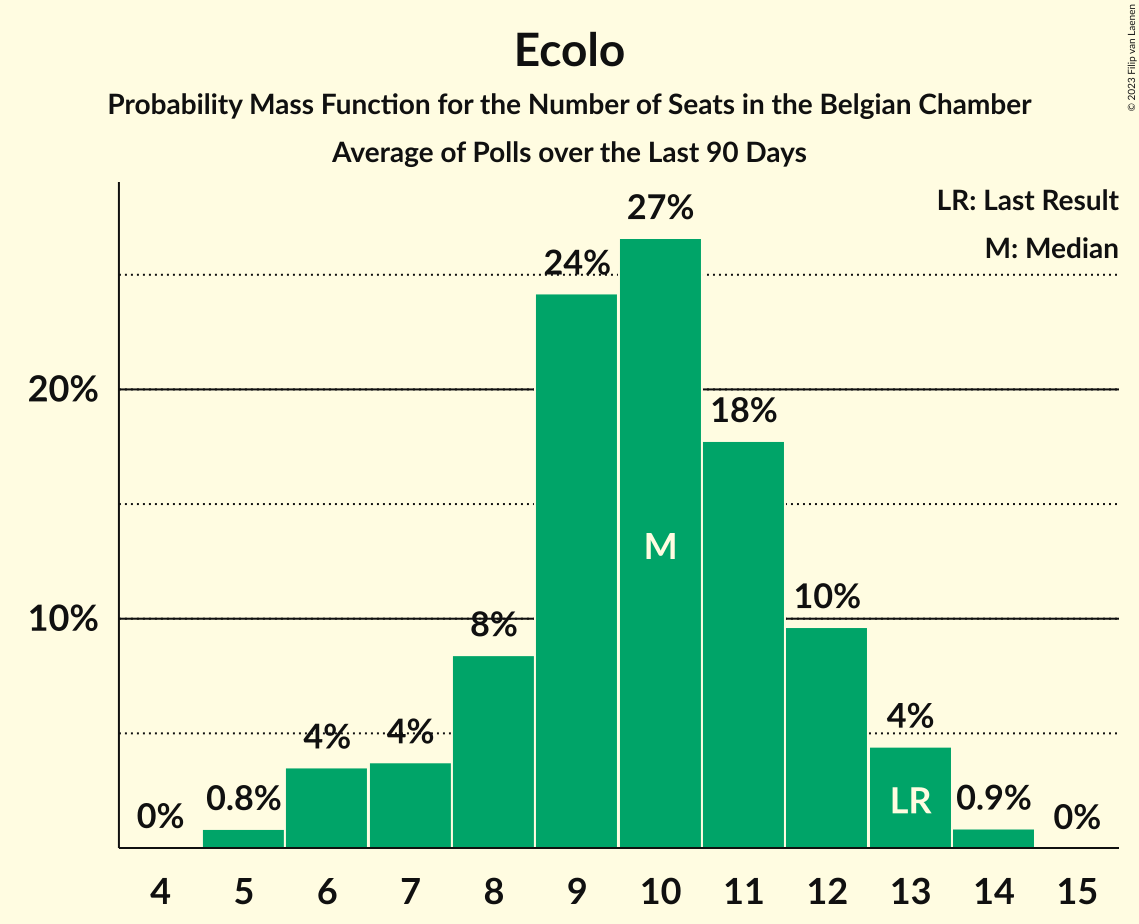 Ecolo
Probability Mass Function for the Number of Seats in the Belgian Chamber
Average of Polls over the Last 90 Days
© 2023 Filip van Laenen
LR: Last Result
M: Median
27%
24%
20%
18%
M
10%
10%
8%
4%
4%
4%
LR
0%
0.8%
0.9%
0%
4 5 6 7 8 9 10 11 12 13 14 15